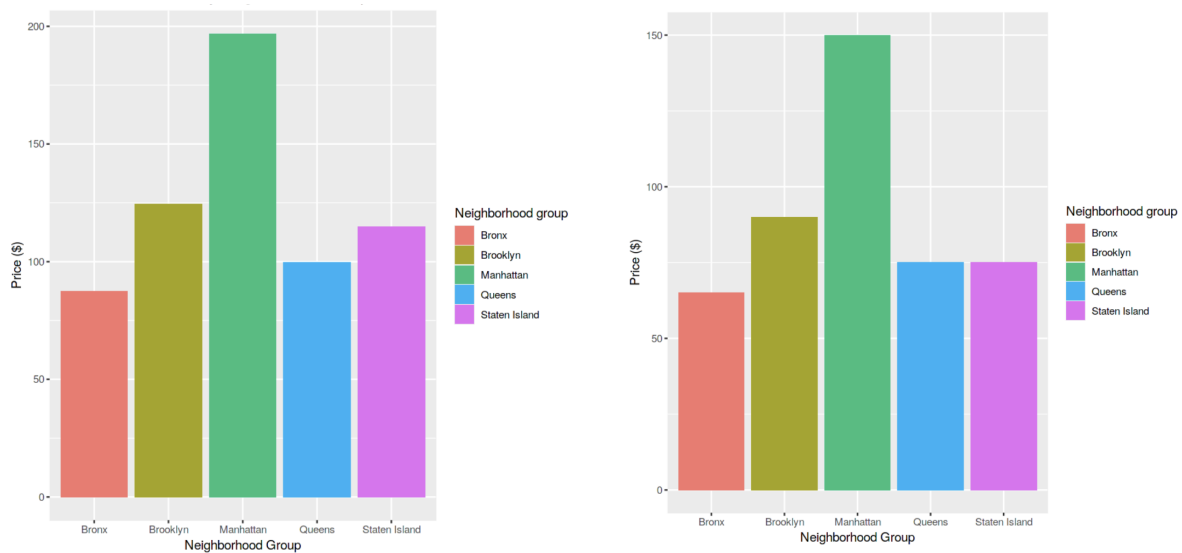 200
150
100
50
0
Price ($)
Bronx
Brooklyn
Manhattan
Queens
Staten Island
Neighborhood Group
Neighborhood group
Bronx
Brooklyn
Manhattan
Queens
Staten Island
150
100
50
0
Price ($)
Bronx
Brooklyn
Manhattan
Queens
Staten Island
Neighborhood Group
Neighborhood group
Bronx
Brooklyn
Manhattan
Queens
Staten Island